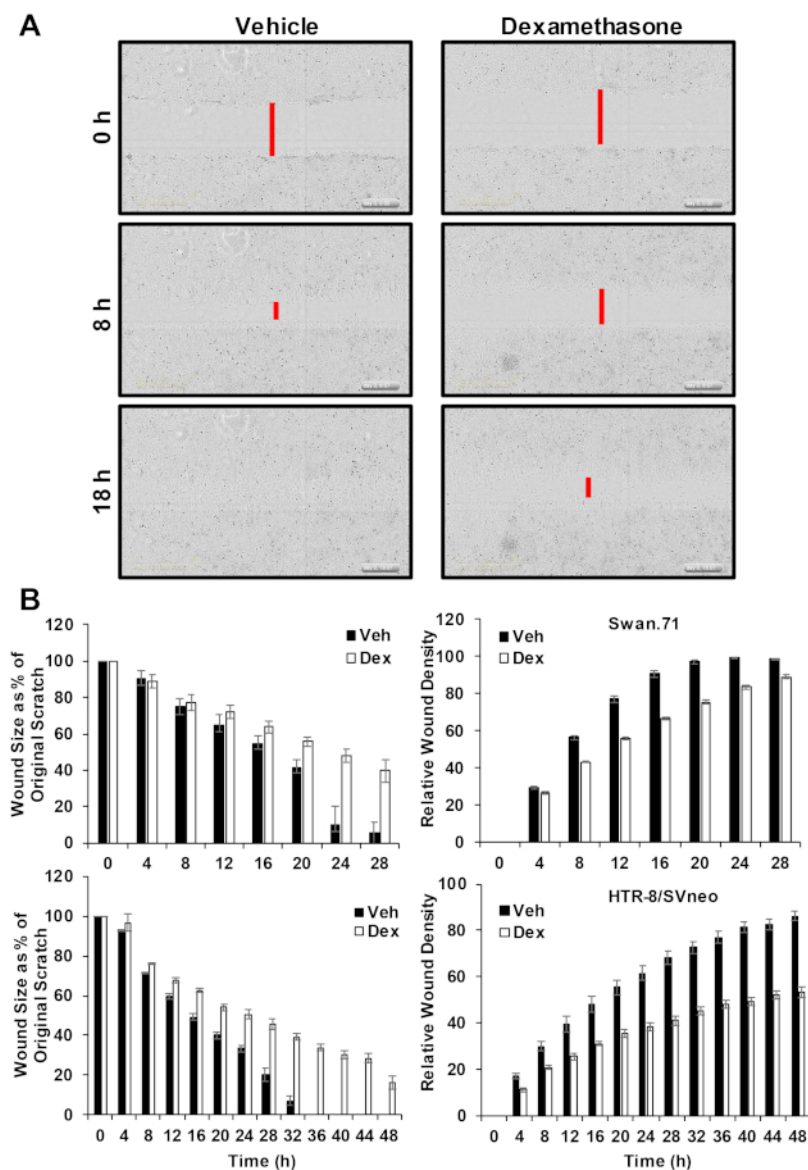 A
Vehicle
Dexamethasone
0 h
8 h
18 h
B
Wound Size as % of
Original Scratch
120
100
80
60
40
20
0
Veh
Dex
0 4 8 12 16 20 24 28
Relative Wound Density
120
100
80
60
40
20
0
Swan.71
Veh
Dex
0 4 8 12 16 20 24 28
Wound Size as % of
Original Scratch
120
100
80
60
40
20
0
Veh
Dex
0 4 8 12 16 20 24 28 32 36 40 44 48
Time (h)
Relative Wound Density
100
80
60
40
20
0
HTR-8/SVneo
Veh
Dex
0 4 8 12 16 20 24 28 32 36 40 44 48
Time (h)